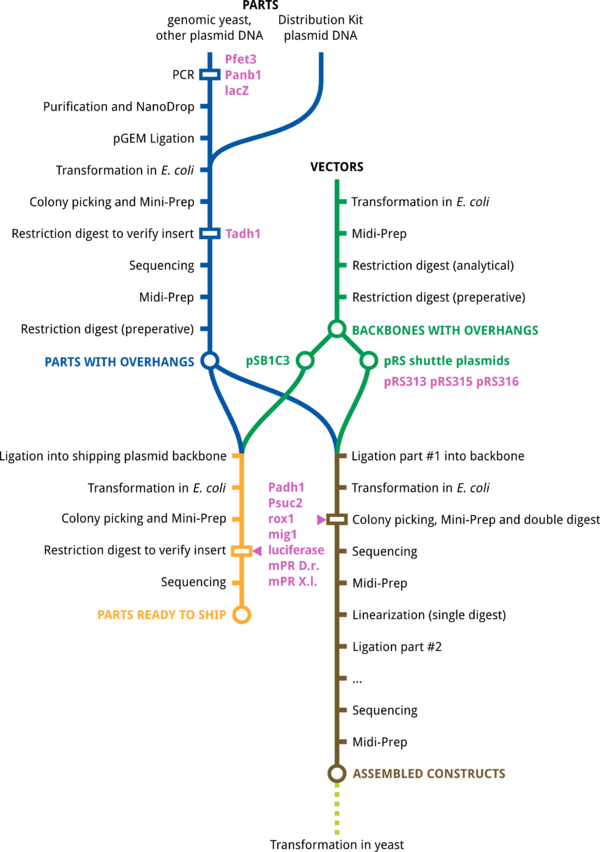 PARTS
genomic yeast,
other plasmid DNA
Distribution Kit
plasmid DNA
PCR
Pfet3
Panb1
lacZ
Purification and NanoDrop
pGEM Ligation
Transformation in E. coli
Colony picking and Mini-Prep
Restriction digest to verify insert
Tadh1
Sequencing
Midi-Prep
Restriction digest (preperative)
PARTS WITH OVERHANGS
VECTORS
Transformation in E. coli
Midi-Prep
Restriction digest (analytical)
Restriction digest (preperative)
BACKBONES WITH OVERHANGS
pSB1C3
pRS shuttle plasmids
pRS313 pRS315 pRS316
Ligation into shipping plasmid backbone
Transformation in E. coli
Colony picking and Mini-Prep
Restriction digest to verify insert
Sequencing
PARTS READY TO SHIP
Padh1
Psuc2
rox1
mig1
luciferase
mPR D.r.
mPR X.l.
Ligation part #1 into backbone
Transformation in E. coli
Colony picking, Mini-Prep and double digest
Sequencing
Midi-Prep
Linearization (single digest)
Ligation part #2
...
Sequencing
Midi-Prep
ASSEMBLED CONSTRUCTS
Transformation in yeast